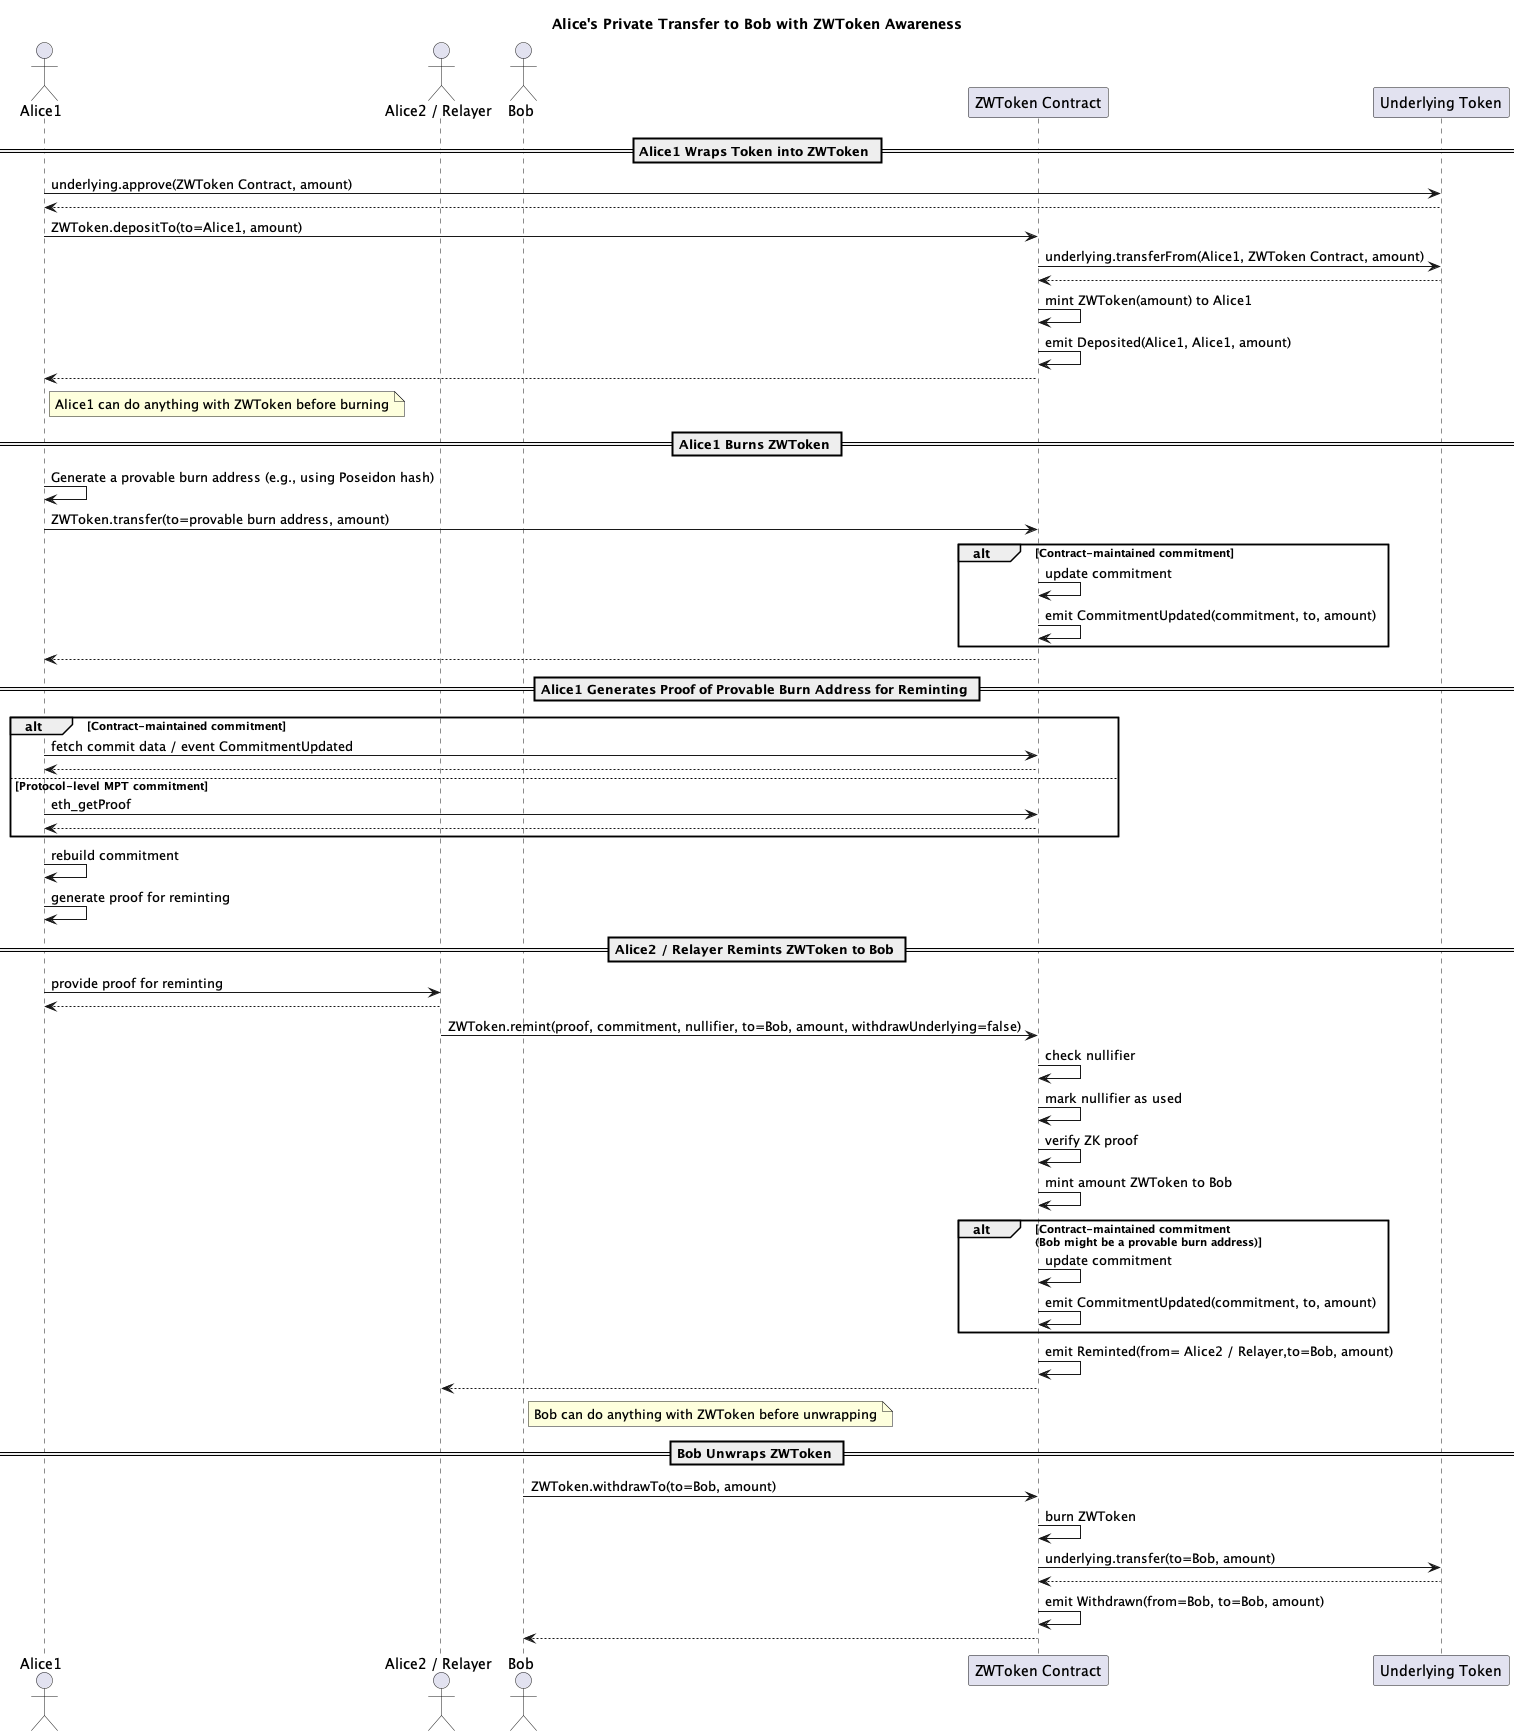 Alice's Private Transfer to Bob with ZWToken Awareness
Alice1
Alice2 / Relayer
Bob
ZWToken Contract
Underlying Token
Alice1 Wraps Token into ZWToken
underlying.approve(ZWToken Contract, amount)
ZWToken.depositTo(to=Alice1, amount)
underlying.transferFrom(Alice1, ZWToken Contract, amount)
mint ZWToken(amount) to Alice1
emit Deposited(Alice1, Alice1, amount)
Alice1 can do anything with ZWToken before burning
Alice1 Burns ZWToken
Generate a provable burn address (e.g., using Poseidon hash)
ZWToken.transfer(to=provable burn address, amount)
alt [Contract-maintained commitment]
update commitment
emit CommitmentUpdated(commitment, to, amount)
Alice1 Generates Proof of Provable Burn Address for Reminting
alt [Contract-maintained commitment]
fetch commit data / event CommitmentUpdated
[Protocol-level MPT commitment]
eth_getProof
rebuild commitment
generate proof for reminting
Alice2 / Relayer Remints ZWToken to Bob
provide proof for reminting
ZWToken.remint(proof, commitment, nullifier, to=Bob, amount, withdrawUnderlying=false)
check nullifier
mark nullifier as used
verify ZK proof
mint amount ZWToken to Bob
alt [Contract-maintained commitment
(Bob might be a provable burn address)]
update commitment
emit CommitmentUpdated(commitment, to, amount)
emit Reminted(from= Alice2 / Relayer,to=Bob, amount)
Bob can do anything with ZWToken before unwrapping
Bob Unwraps ZWToken
ZWToken.withdrawTo(to=Bob, amount)
burn ZWToken
underlying.transfer(to=Bob, amount)
emit Withdrawn(from=Bob, to=Bob, amount)
Alice1
Alice2 / Relayer
Bob
ZWToken Contract
Underlying Token